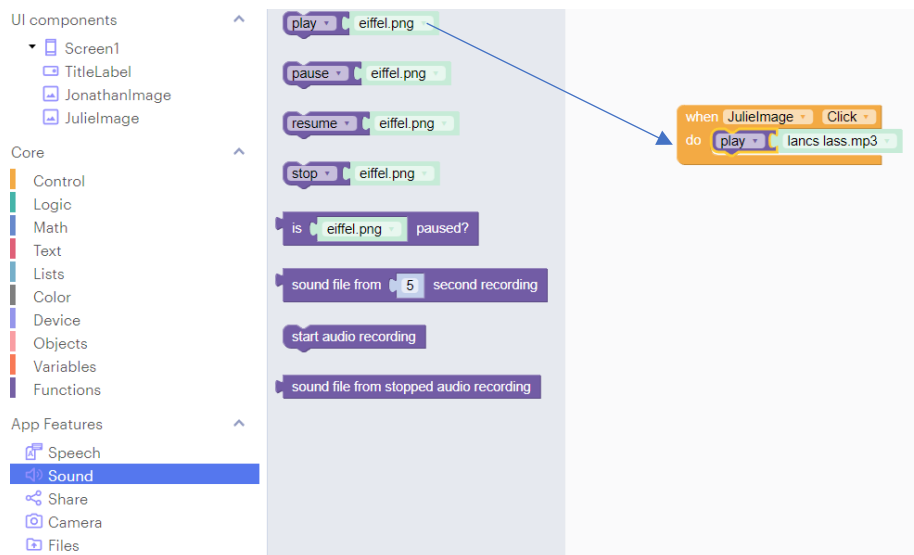 UI components
Screen1
TitleLabel
JonathanImage
JulieImage
Core
Control
Logic
Math
Text
Lists
Color
Device
Objects
Variables
Functions
App Features
Speech
Sound
Share
Camera
Files
play eiffel.png
pause eiffel.png
resume eiffel.png
stop eiffel.png
is eiffel.png paused?
sound file from 5 second recording
start audio recording
sound file from stopped audio recording
when JulieImage Click
do play lancs lass.mp3